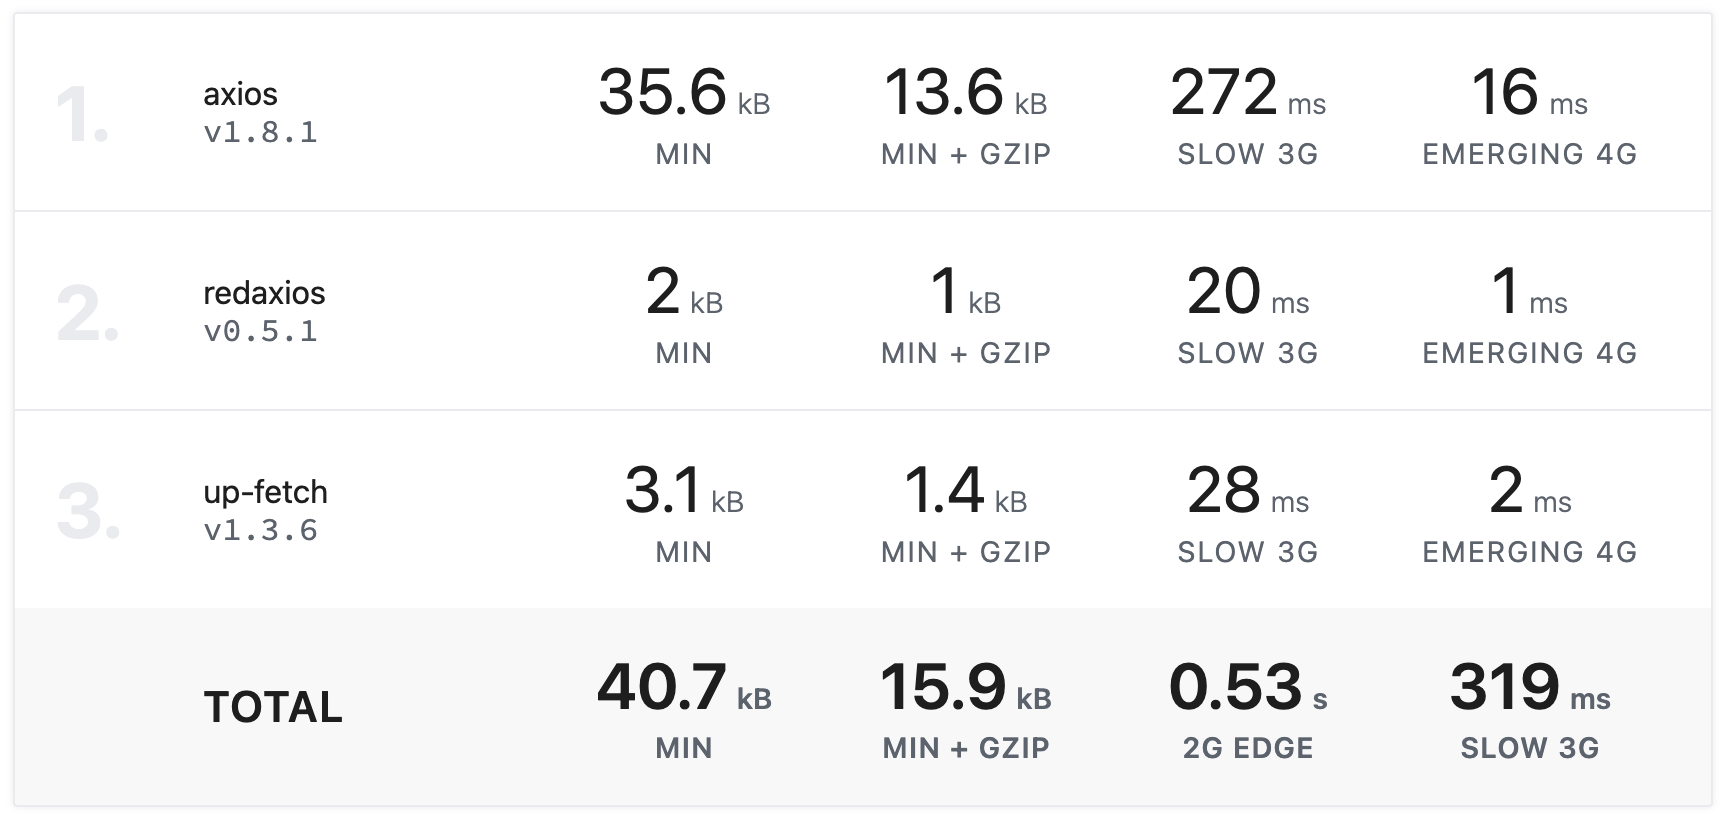 1.
axios
v1.8.1
35.6 kB
MIN
13.6 kB
MIN + GZIP
272 ms
SLOW 3G
16 ms
EMERGING 4G
2.
redaxios
v0.5.1
2 kB
MIN
1 kB
MIN + GZIP
20 ms
SLOW 3G
1 ms
EMERGING 4G
3.
up-fetch
v1.3.6
3.1 kB
MIN
1.4 kB
MIN + GZIP
28 ms
SLOW 3G
2 ms
EMERGING 4G
TOTAL
40.7 kB
MIN
15.9 kB
MIN + GZIP
0.53 s
2G EDGE
319 ms
SLOW 3G